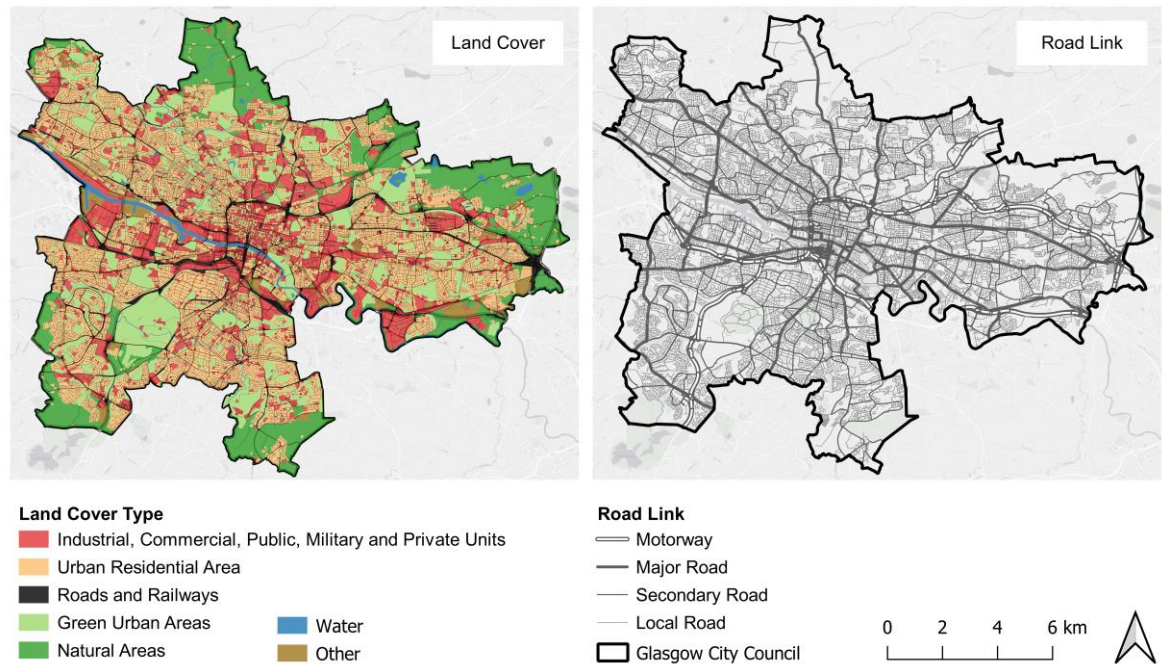 Land Cover
Road Link
Land Cover Type
Industrial, Commercial, Public, Military and Private Units
Urban Residential Area
Roads and Railways
Green Urban Areas
Natural Areas
Water
Other
Road Link
Motorway
Major Road
Secondary Road
Local Road
Glasgow City Council
0 2 4 6 km